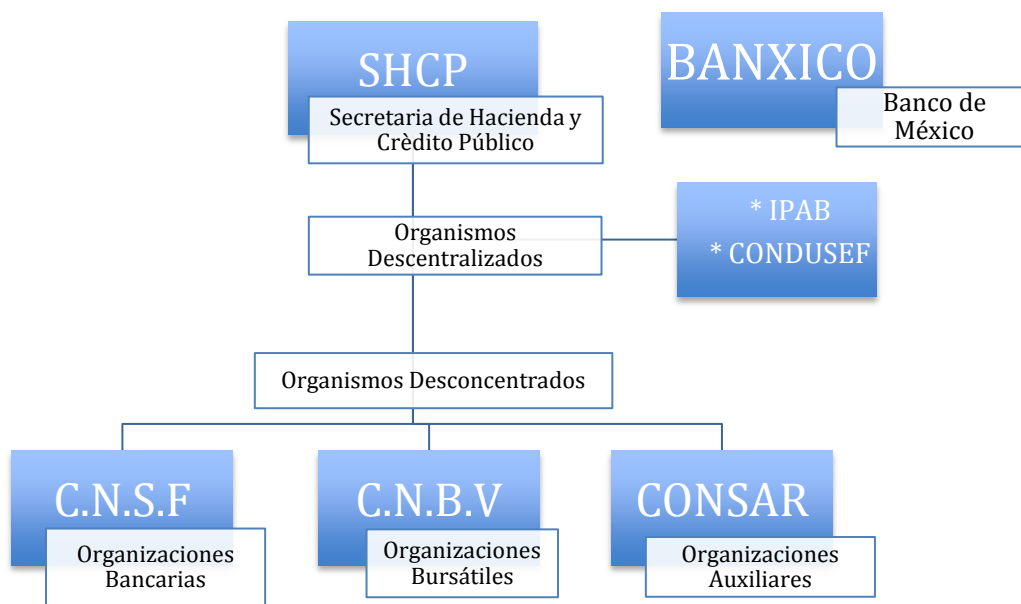 SHCP
Secretaria de Hacienda y
Crèdito Público
BANXICO
Banco de
México
Organismos
Descentralizados
* IPAB
* CONDUSEF
Organismos Desconcentrados
C.N.S.F
Organizaciones
Bancarias
C.N.B.V
Organizaciones
Bursátiles
CONSAR
Organizaciones
Auxiliares